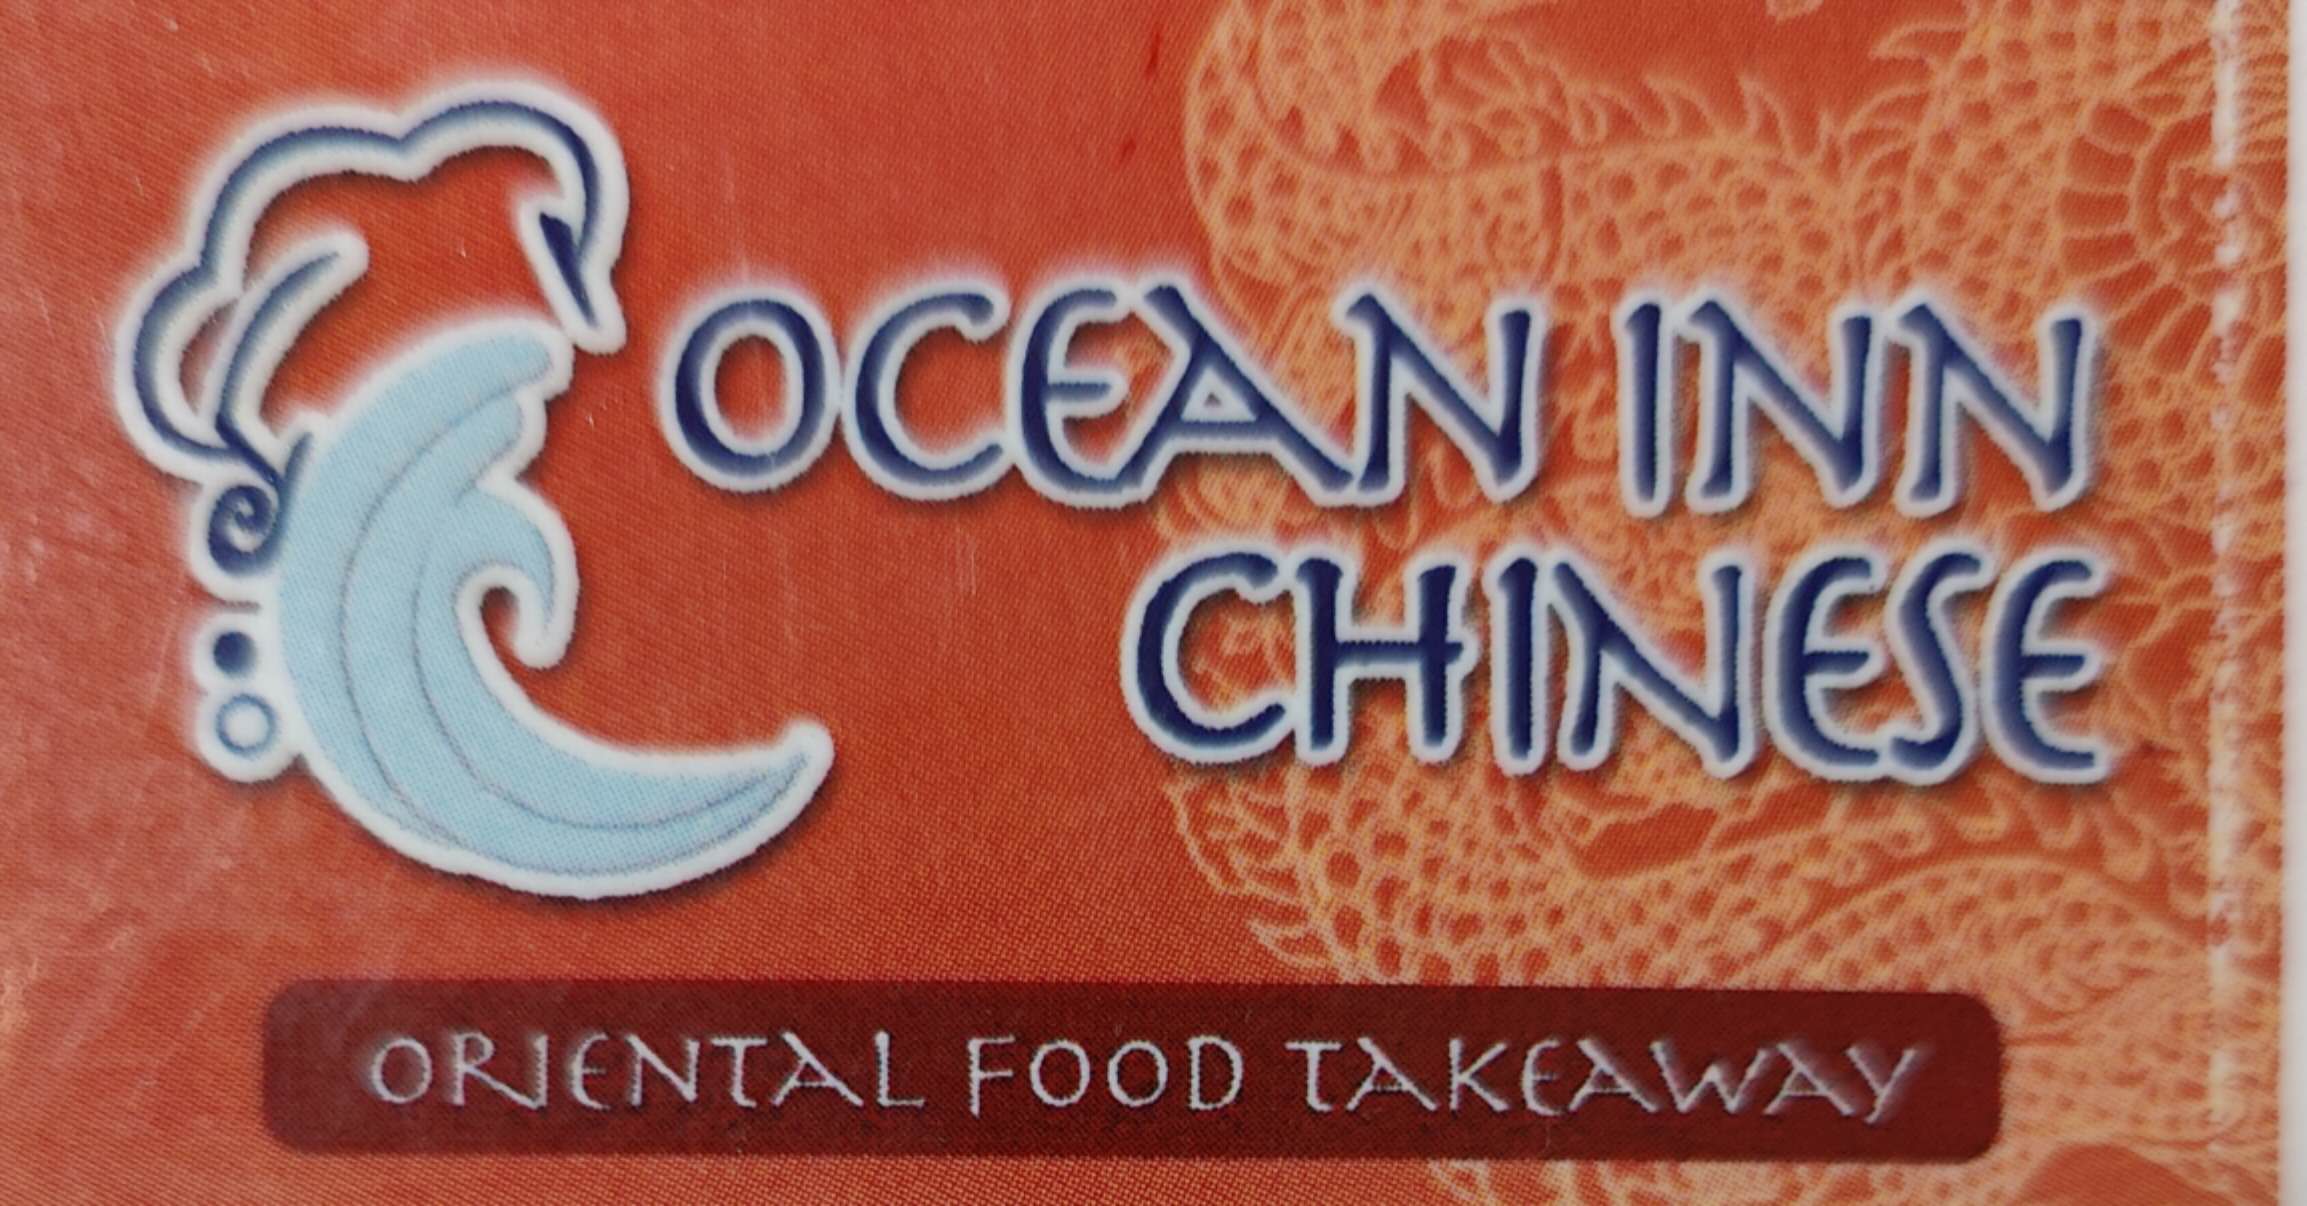 OCEAN INN
CHINESE
ORIENTAL FOOD TAKEAWAY